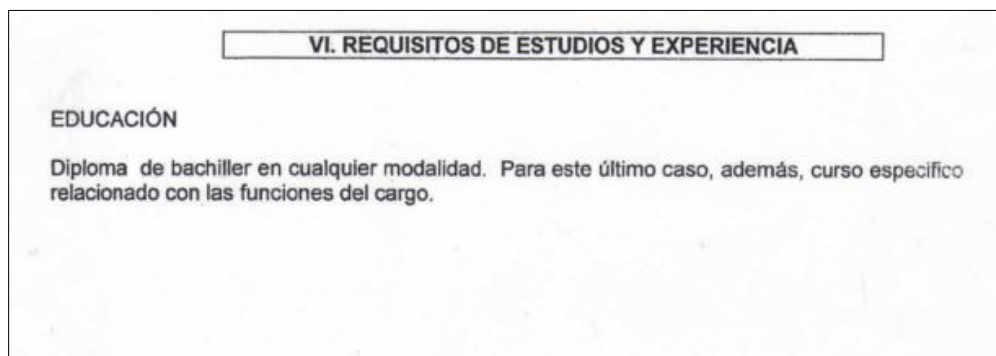 VI. REQUISITOS DE ESTUDIOS Y EXPERIENCIA
EDUCACIÓN
Diploma de bachiller en cualquier modalidad. Para este último caso, además, curso especifico
relacionado con las funciones del cargo.